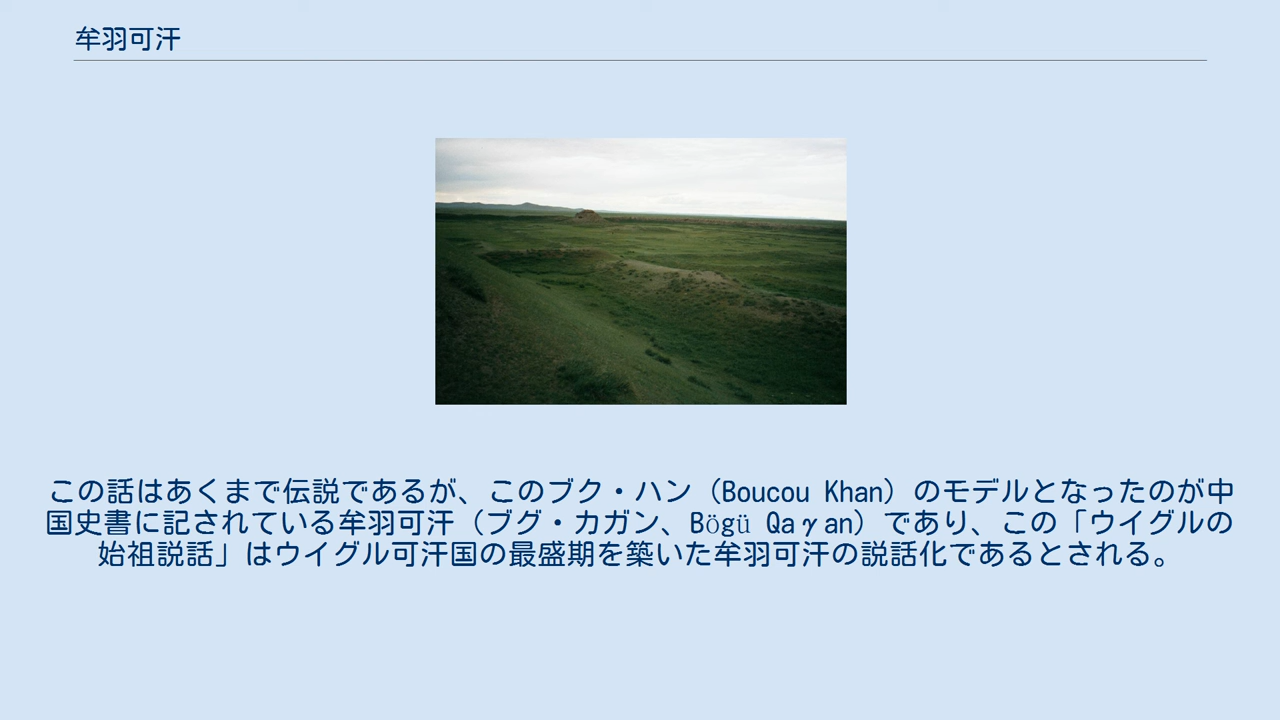 牟羽可汗
この話はあくまで伝説であるが、このブク・ハン（Boucou Khan）のモデルとなったのが中
国史書に記されている牟羽可汗（ブグ・カガン、Bögü Qaγan）であり、この「ウイグルの
始祖説話」はウイグル可汗国の最盛期を築いた牟羽可汗の説話化であるとされる。